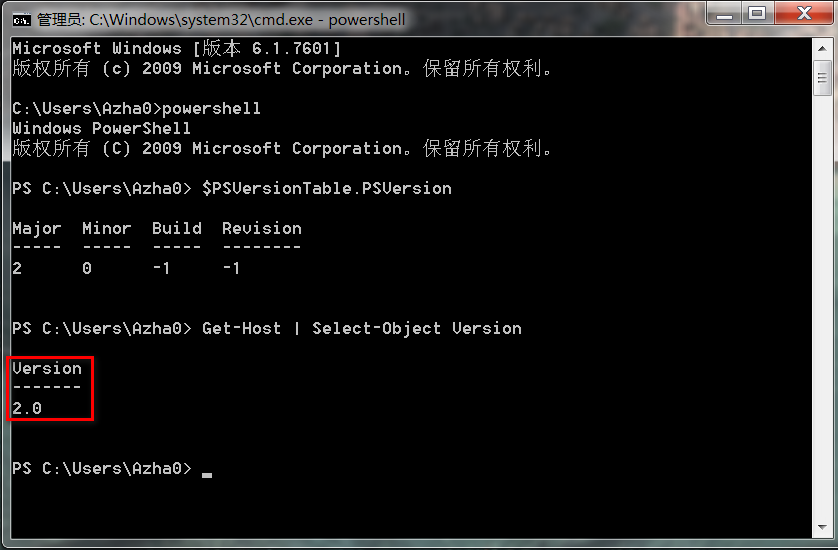 管理员: C:\Windows\system32\cmd.exe - powershell
Microsoft Windows [版本 6.1.7601]
版权所有 (c) 2009 Microsoft Corporation。保留所有权利。
C:\Users\Azha0>powershell
Windows PowerShell
版权所有 (C) 2009 Microsoft Corporation。保留所有权利。
PS C:\Users\Azha0> $PSVersionTable.PSVersion
Major  Minor  Build  Revision
-----  -----  -----  --------
2      0      -1     -1
PS C:\Users\Azha0> Get-Host | Select-Object Version
Version
-------
2.0
PS C:\Users\Azha0> _